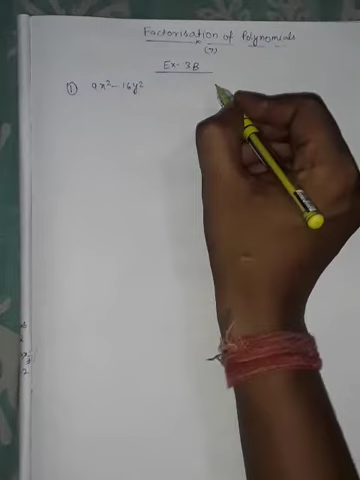 Factorisation of Polynomials
Ex - 3B
① 9x² - 16y²